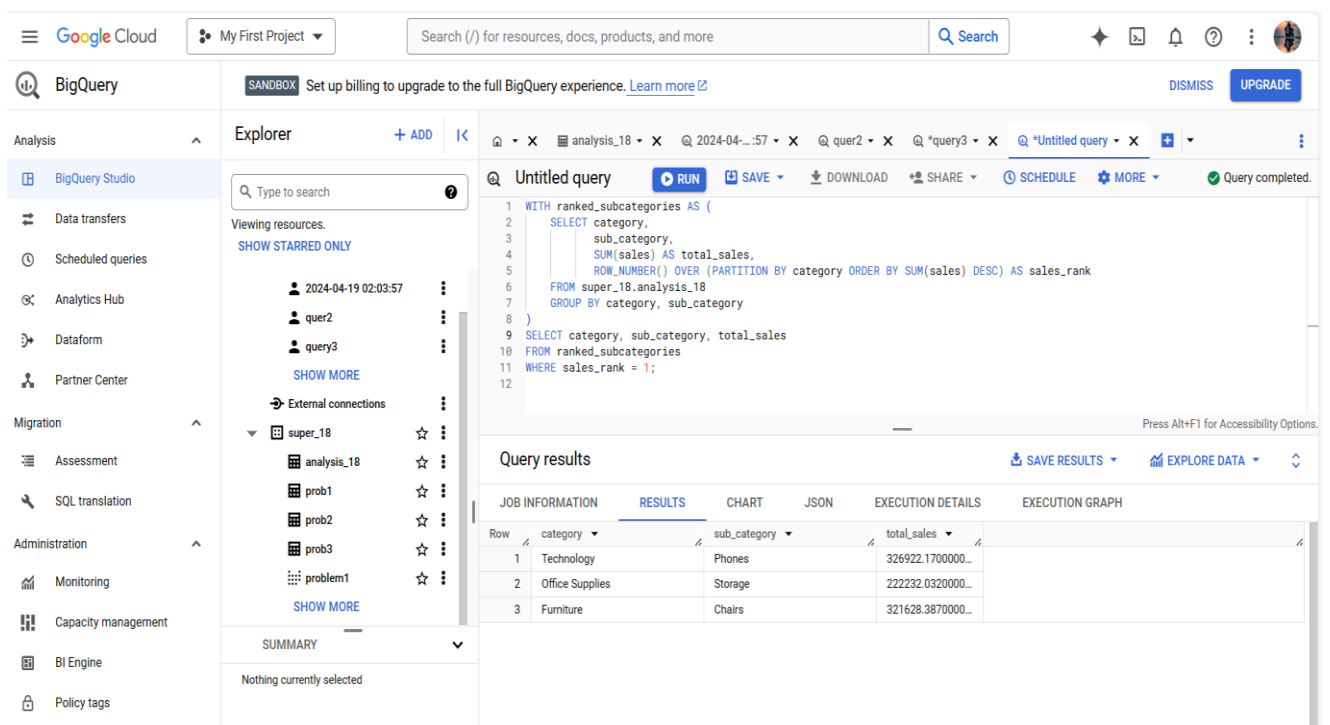 Google Cloud
My First Project
Search (/) for resources, docs, products, and more
Search
BigQuery
SANDBOX Set up billing to upgrade to the full BigQuery experience. Learn more
DISMISS
UPGRADE
Analysis
BigQuery Studio
Data transfers
Scheduled queries
Analytics Hub
Dataform
Partner Center
Migration
Assessment
SQL translation
Administration
Monitoring
Capacity management
BI Engine
Policy tags
Explorer
+ ADD
Type to search
Viewing resources.
SHOW STARRED ONLY
2024-04-19 02:03:57
quer2
query3
SHOW MORE
External connections
super_18
analysis_18
prob1
prob2
prob3
problem1
SHOW MORE
SUMMARY
Nothing currently selected
analysis_18
2024-04-...:57
quer2
*query3
*Untitled query
Untitled query
RUN
SAVE
DOWNLOAD
SHARE
SCHEDULE
MORE
Query completed.
1 WITH ranked_subcategories AS (
2 SELECT category,
3 sub_category,
4 SUM(sales) AS total_sales,
5 ROW_NUMBER() OVER (PARTITION BY category ORDER BY SUM(sales) DESC) AS sales_rank
6 FROM super_18.analysis_18
7 GROUP BY category, sub_category
8 )
9 SELECT category, sub_category, total_sales
10 FROM ranked_subcategories
11 WHERE sales_rank = 1;
12
Press Alt+F1 for Accessibility Options.
Query results
SAVE RESULTS
EXPLORE DATA
JOB INFORMATION
RESULTS
CHART
JSON
EXECUTION DETAILS
EXECUTION GRAPH
Row category sub_category total_sales
1 Technology Phones 326922.1700000...
2 Office Supplies Storage 222232.0320000...
3 Furniture Chairs 321628.3870000...